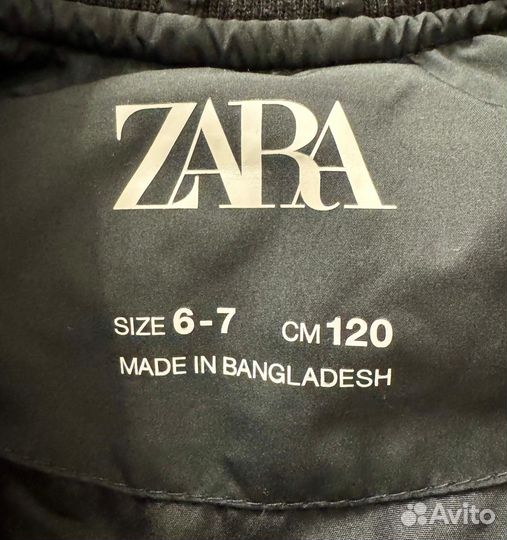 ZARA
SIZE 6-7 CM 120
MADE IN BANGLADESH
Avito